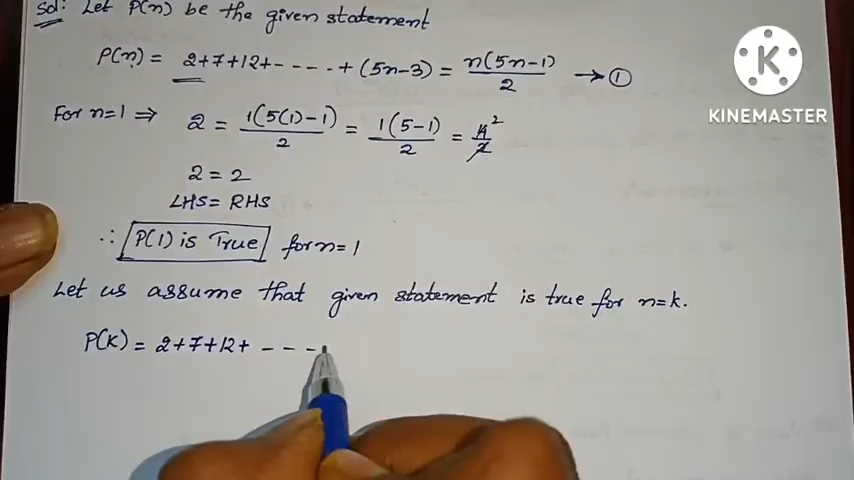 Sol: Let P(n) be the given statement
P(n) = 2+7+12+ - - - - . + (5n-3) = n(5n-1)/2 → ①
For n=1 ⇒ 2 = 1(5(1)-1)/2 = 1(5-1)/2 = 4/2 2
2 = 2
LHS = RHS
∴ P(1) is True for n=1
Let us assume that given statement is true for n=k.
P(k) = 2+7+12+ - - - -
K
KINEMASTER